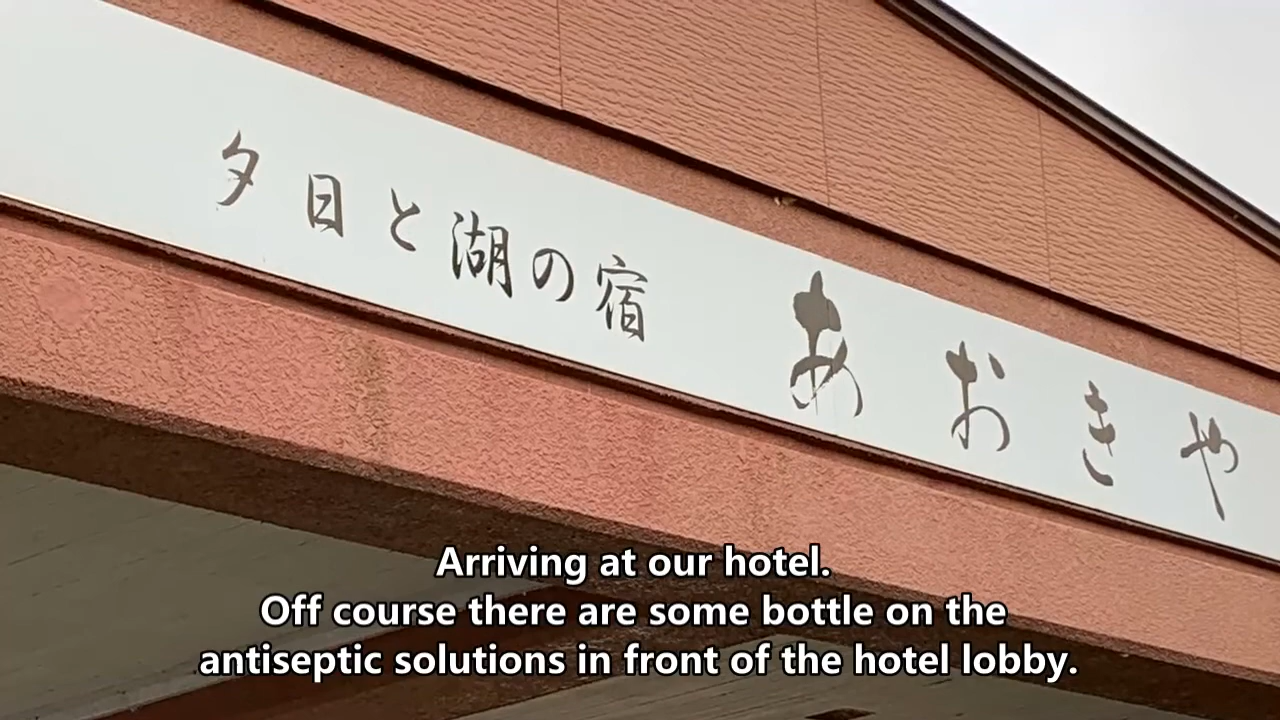 夕日と湖の宿 あおきや
Arriving at our hotel.
Off course there are some bottle on the
antiseptic solutions in front of the hotel lobby.